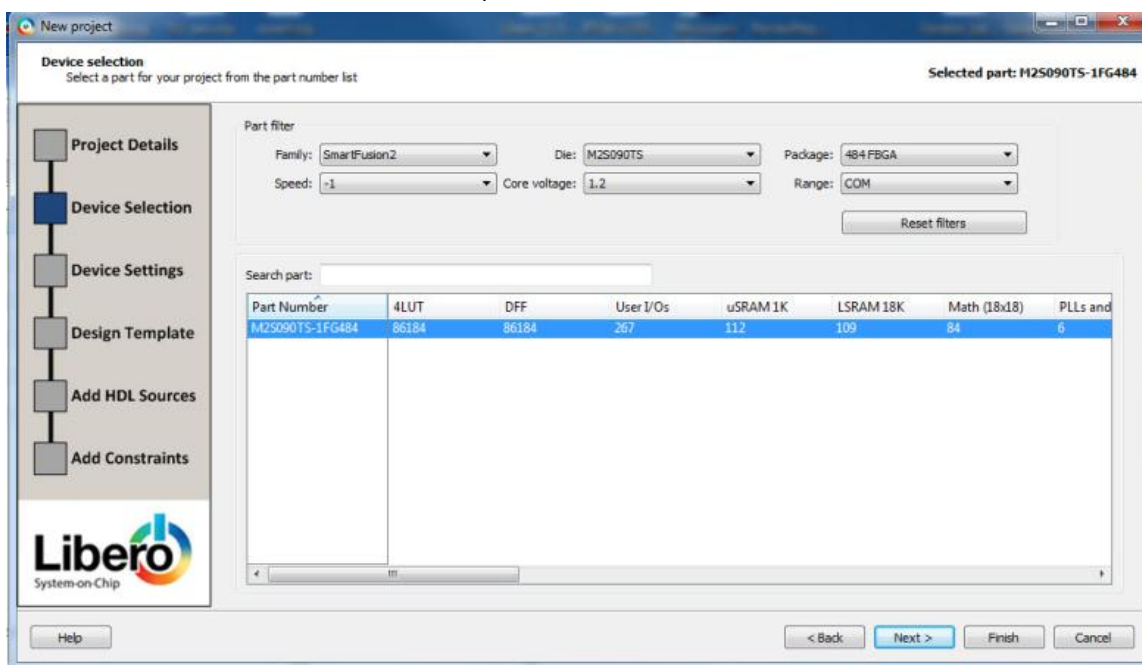 New project
Device selection
Select a part for your project from the part number list
Selected part: M2S090TS-1FG484
Project Details
Device Selection
Device Settings
Design Template
Add HDL Sources
Add Constraints
Libero
System-on-Chip
Part filter
Family: SmartFusion2 Die: M2S090TS Package: 484 FBGA
Speed: -1 Core voltage: 1.2 Range: COM
Reset filters
Search part:
Part Number 4LUT DFF User I/Os uSRAM 1K LSRAM 18K Math (18x18) PLLs and
M2S090TS-1FG484 86184 86184 267 112 109 84 6
Help < Back Next > Finish Cancel